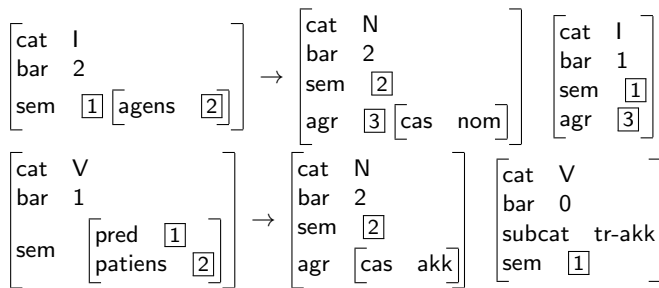 cat I
bar 2
sem 1 agens 2
→
cat N
bar 2
sem 2
agr 3 cas nom
cat I
bar 1
sem 1
agr 3
cat V
bar 1
sem pred 1
patiens 2
→
cat N
bar 2
sem 2
agr cas akk
cat V
bar 0
subcat tr-akk
sem 1